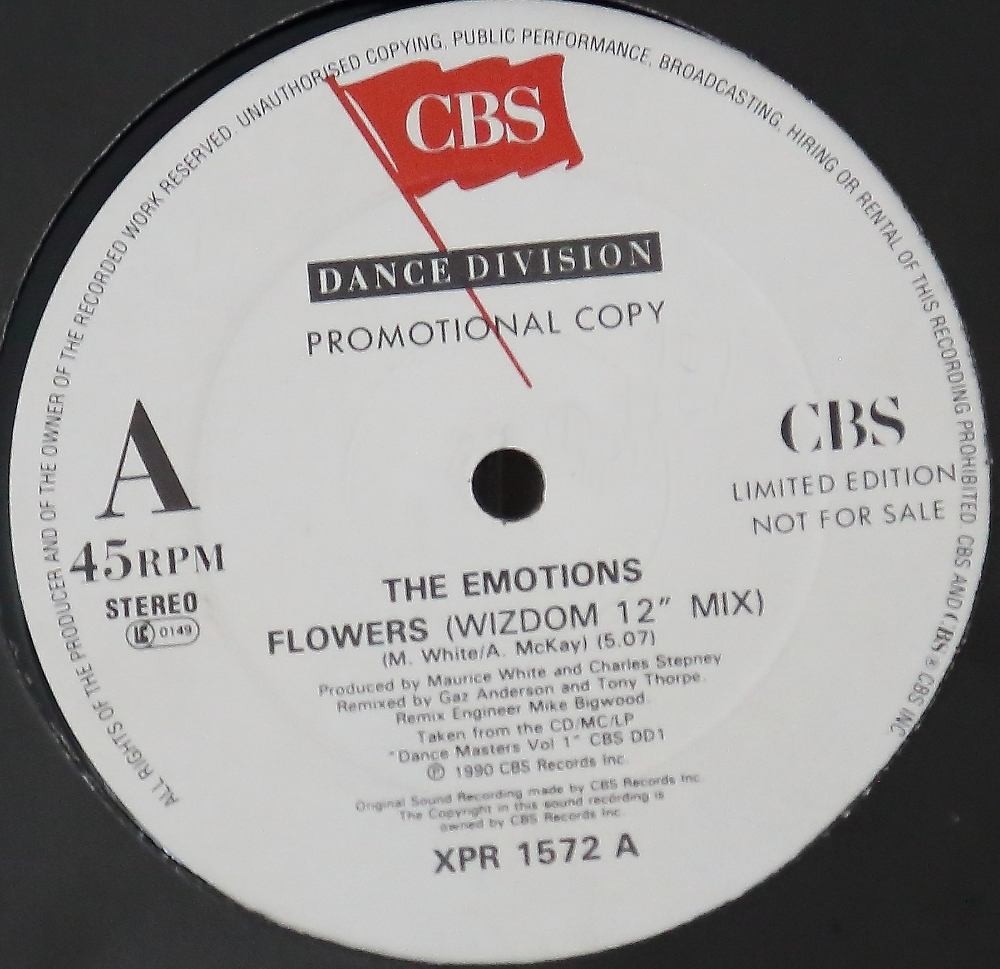 ALL RIGHTS OF THE PRODUCER AND OF THE OWNER OF THE RECORDED WORK RESERVED. UNAUTHORISED COPYING, PUBLIC PERFORMANCE, BROADCASTING, HIRING OR RENTAL OF THIS RECORDING PROHIBITED CBS AND CBS ® CBS INC
CBS
DANCE DIVISION
PROMOTIONAL COPY
A
45RPM
STEREO
LC 0149
CBS
LIMITED EDITION
NOT FOR SALE
THE EMOTIONS
FLOWERS (WIZDOM 12" MIX)
(M. White/A. McKay) (5.07)
Produced by Maurice White and Charles Stepney
Remixed by Gaz Anderson and Tony Thorpe.
Remix Engineer Mike Bigwood.
Taken from the CD/MC/LP
"Dance Masters Vol 1" CBS DD1
℗ 1990 CBS Records Inc.
Original Sound Recording made by CBS Records Inc.
The Copyright in this sound recording is
owned by CBS Records Inc.
XPR 1572 A